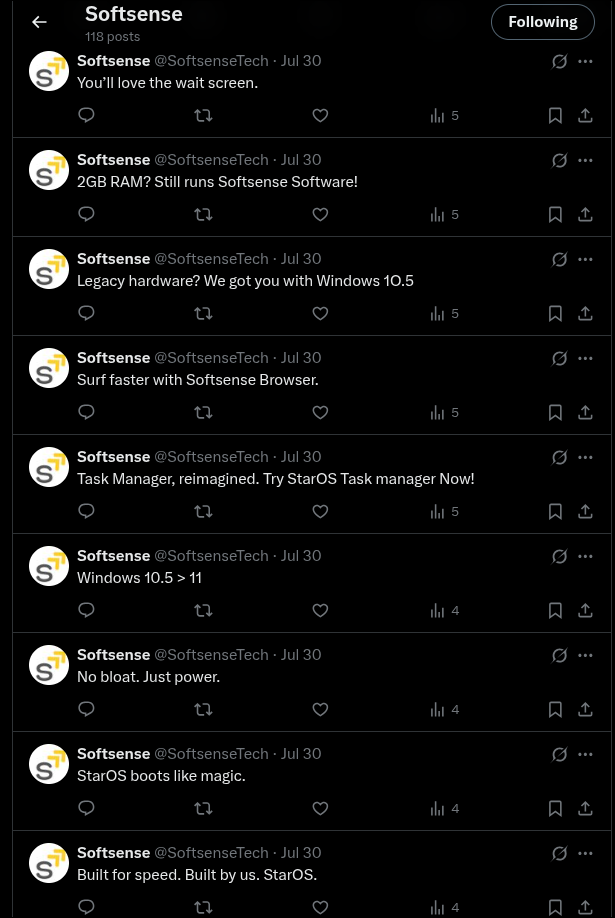 Softsense
118 posts
Following
Softsense @SoftsenseTech · Jul 30
You’ll love the wait screen.
5
Softsense @SoftsenseTech · Jul 30
2GB RAM? Still runs Softsense Software!
5
Softsense @SoftsenseTech · Jul 30
Legacy hardware? We got you with Windows 1O.5
5
Softsense @SoftsenseTech · Jul 30
Surf faster with Softsense Browser.
5
Softsense @SoftsenseTech · Jul 30
Task Manager, reimagined. Try StarOS Task manager Now!
5
Softsense @SoftsenseTech · Jul 30
Windows 10.5 > 11
4
Softsense @SoftsenseTech · Jul 30
No bloat. Just power.
4
Softsense @SoftsenseTech · Jul 30
StarOS boots like magic.
4
Softsense @SoftsenseTech · Jul 30
Built for speed. Built by us. StarOS.
4